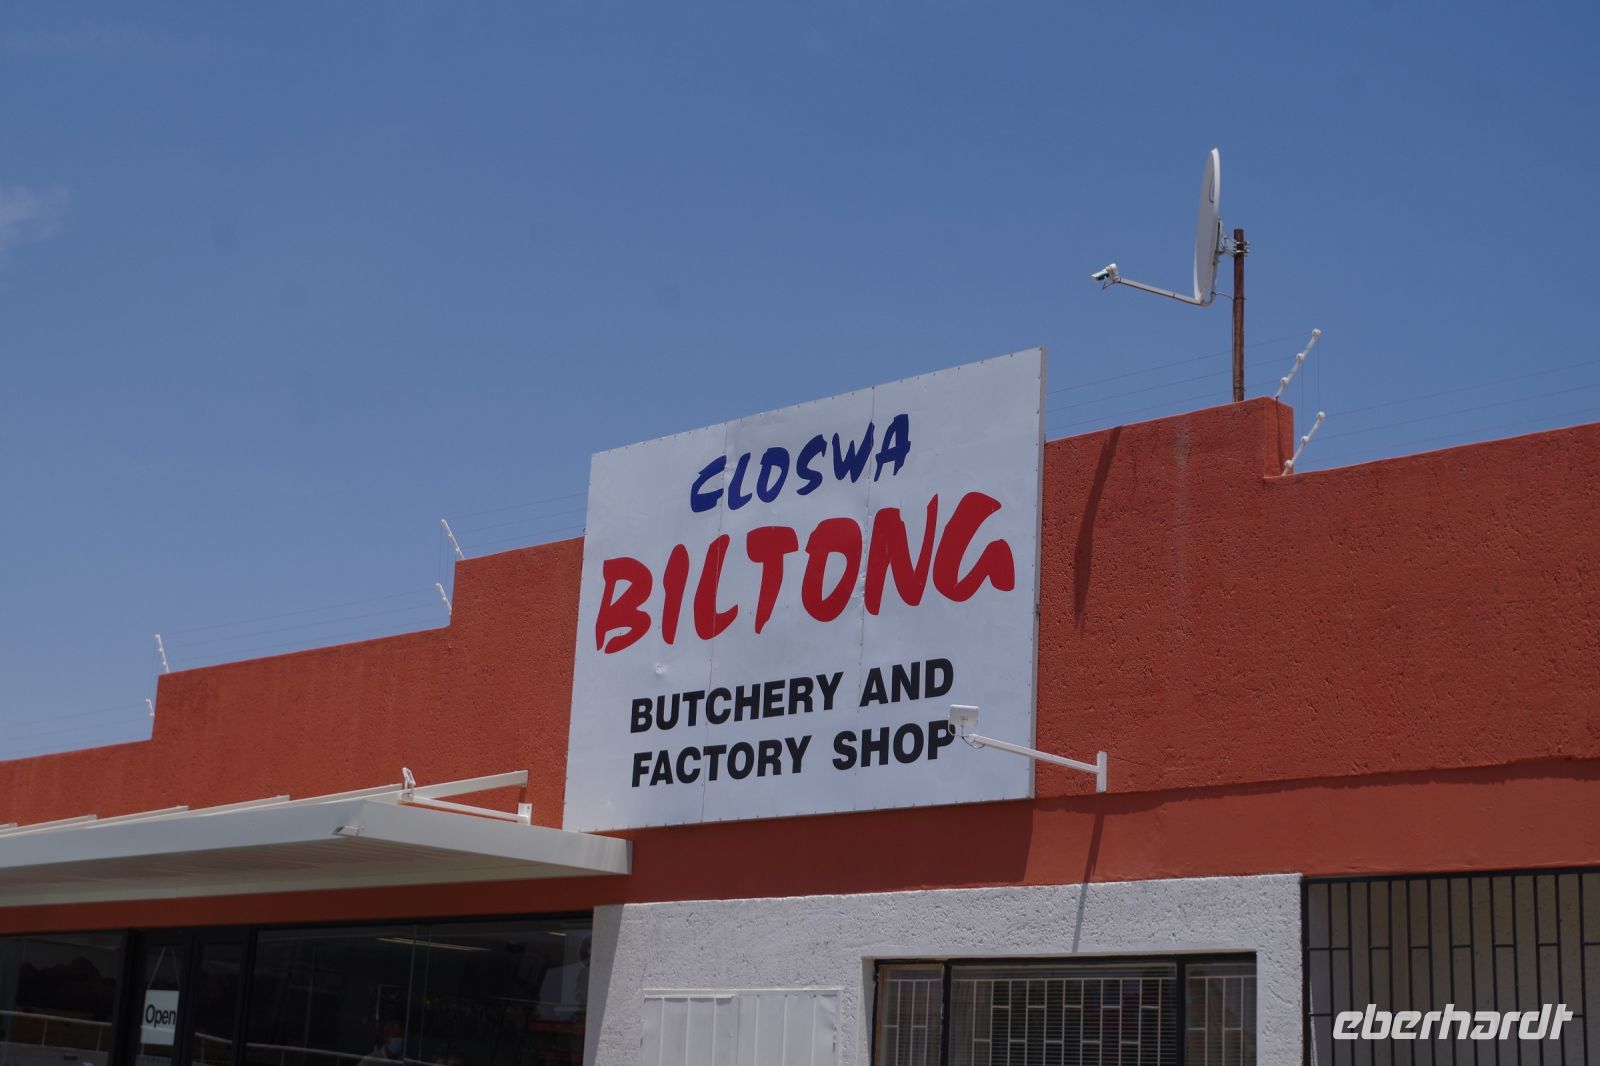 CLOSWA
BILTONG
BUTCHERY AND
FACTORY SHOP
Open
eberhardt